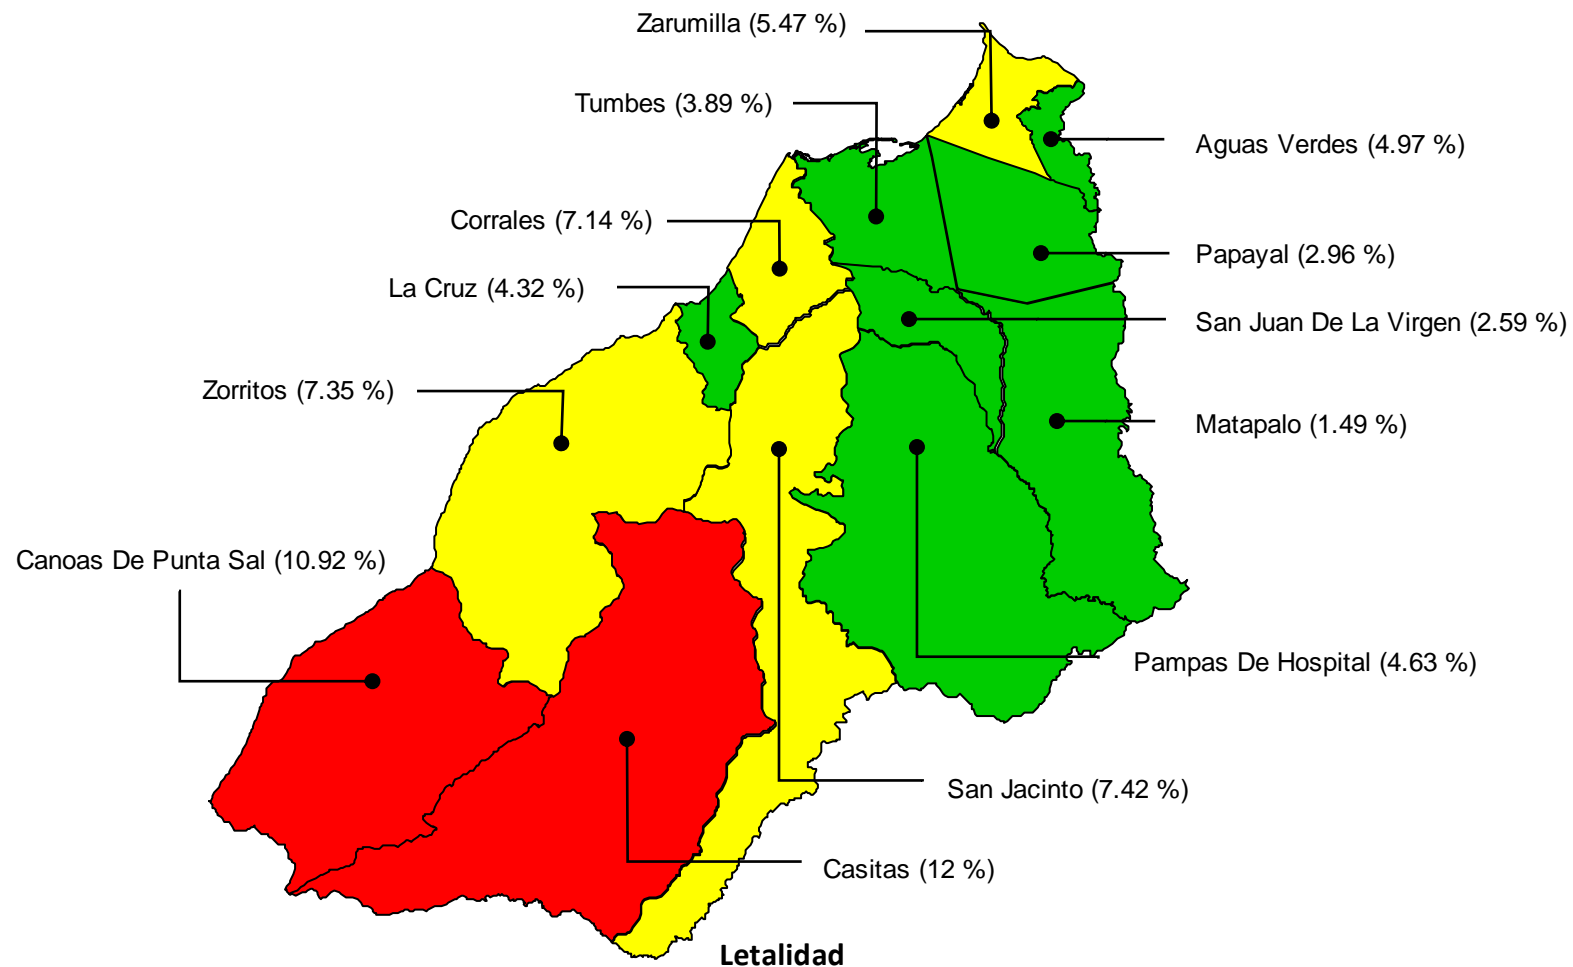 Zarumilla (5.47 %)
Tumbes (3.89 %)
Aguas Verdes (4.97 %)
Corrales (7.14 %)
Papayal (2.96 %)
La Cruz (4.32 %)
San Juan De La Virgen (2.59 %)
Zorritos (7.35 %)
Matapalo (1.49 %)
Canoas De Punta Sal (10.92 %)
Pampas De Hospital (4.63 %)
San Jacinto (7.42 %)
Casitas (12 %)
Letalidad